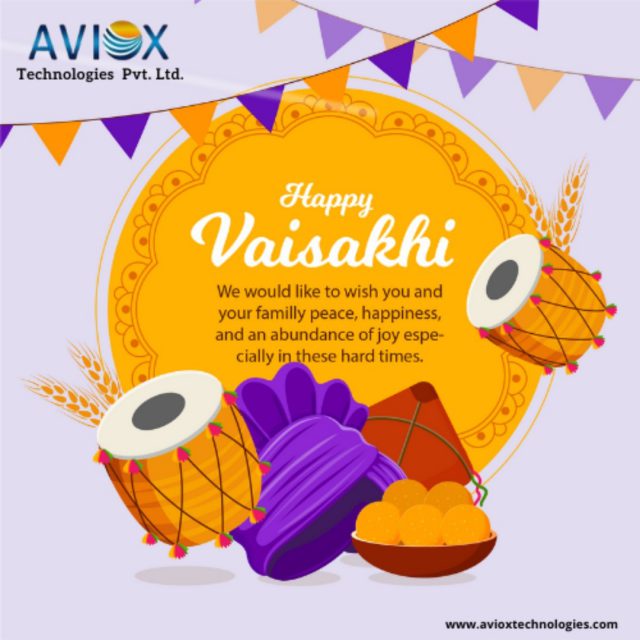 AVIOX
Technologies Pvt. Ltd.
Happy
Vaisakhi
We would like to wish you and
your familly peace, happiness,
and an abundance of joy espe-
cially in these hard times.
www.avioxtechnologies.com